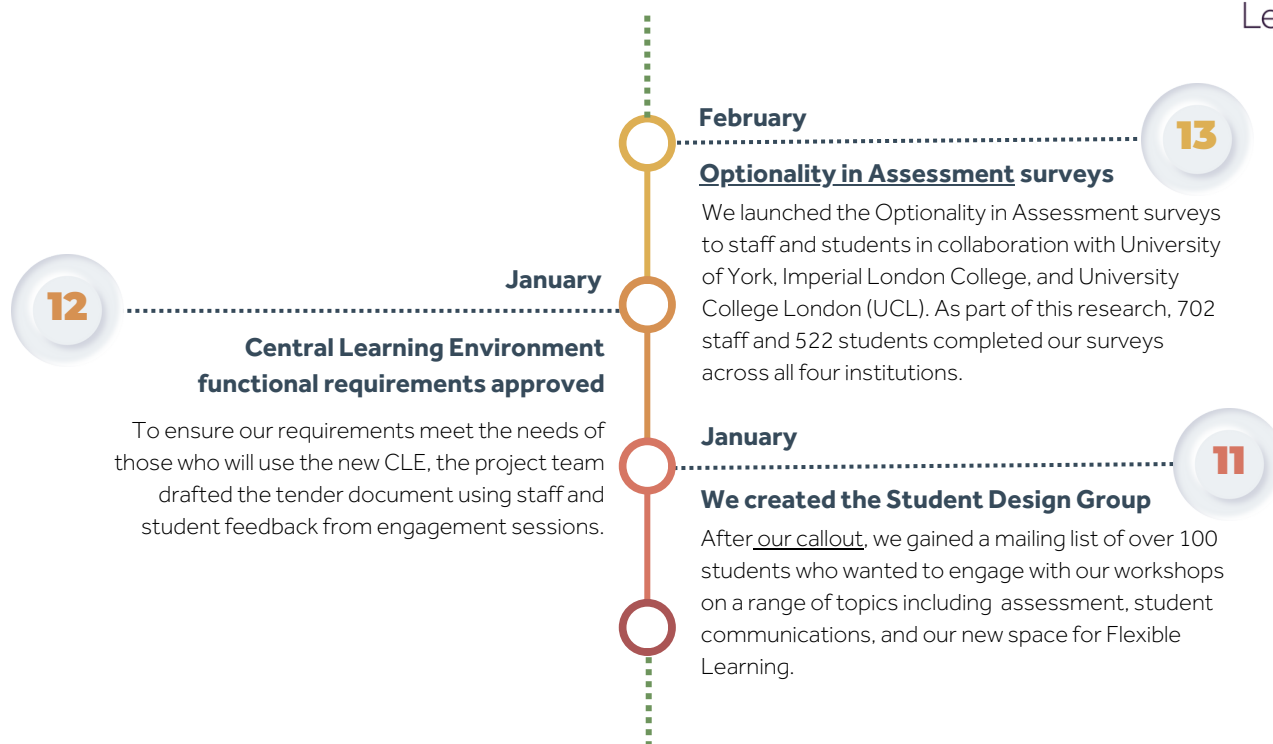 Le
February
13
Optionality in Assessment surveys
We launched the Optionality in Assessment surveys
to staff and students in collaboration with University
of York, Imperial London College, and University
College London (UCL). As part of this research, 702
staff and 522 students completed our surveys
across all four institutions.
January
12
Central Learning Environment
functional requirements approved
To ensure our requirements meet the needs of
those who will use the new CLE, the project team
drafted the tender document using staff and
student feedback from engagement sessions.
January
11
We created the Student Design Group
After our callout, we gained a mailing list of over 100
students who wanted to engage with our workshops
on a range of topics including assessment, student
communications, and our new space for Flexible
Learning.